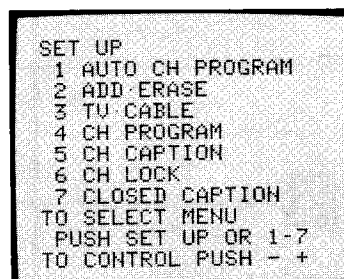 SET UP
1 AUTO CH PROGRAM
2 ADD·ERASE
3 TV·CABLE
4 CH PROGRAM
5 CH CAPTION
6 CH LOCK
7 CLOSED CAPTION
TO SELECT MENU
PUSH SET UP OR 1-7
TO CONTROL PUSH - +